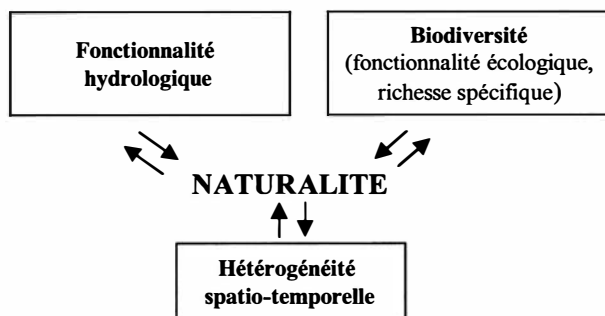 Fonctionnalité
hydrologique
Biodiversité
(fonctionnalité écologique,
richesse spécifique)
NATURALITE
Hétérogénéité
spatio-temporelle